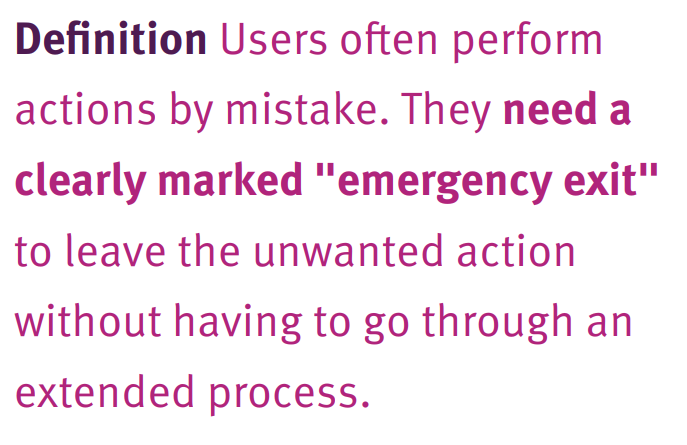 Definition Users often perform
actions by mistake. They need a
clearly marked "emergency exit"
to leave the unwanted action
without having to go through an
extended process.